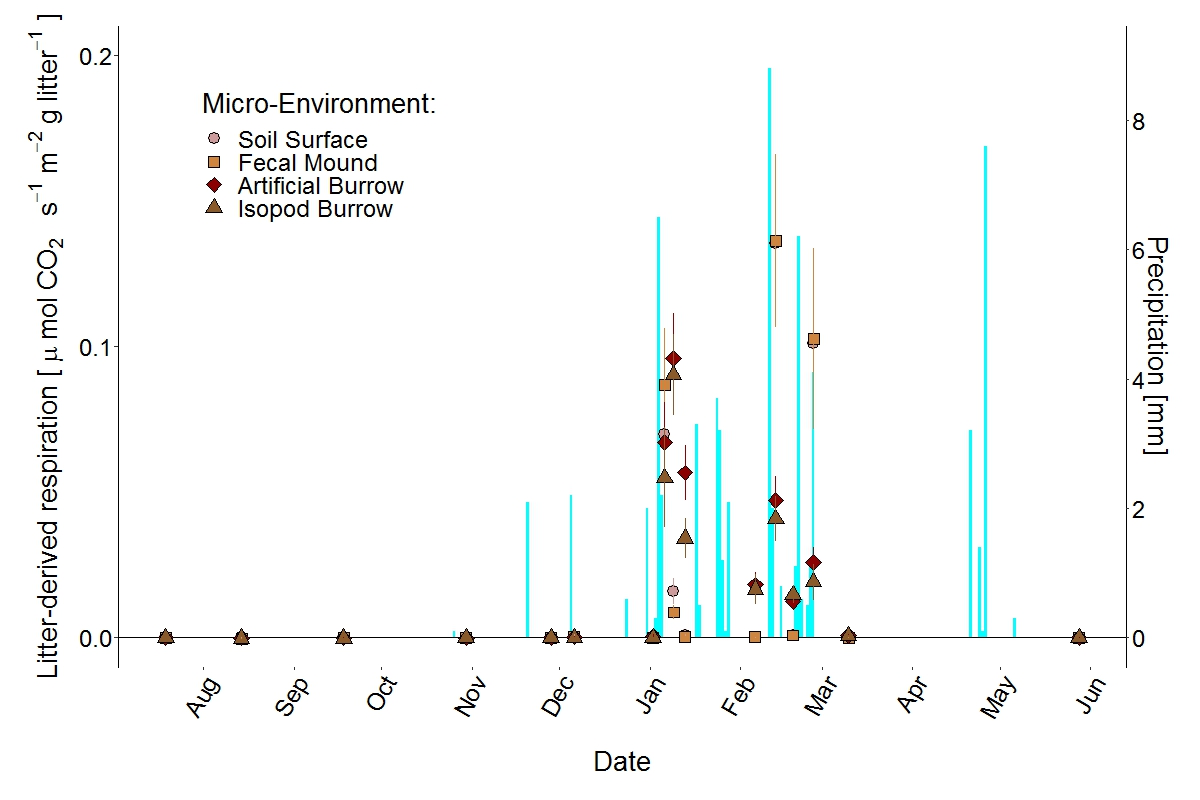 Litter-derived respiration [ μ mol CO₂ s⁻¹ m⁻² g litter⁻¹ ]
0.2
0.1
0.0
Micro-Environment:
Soil Surface
Fecal Mound
Artificial Burrow
Isopod Burrow
8
6
4
2
0
Precipitation [mm]
Aug
Sep
Oct
Nov
Dec
Jan
Feb
Mar
Apr
May
Jun
Date